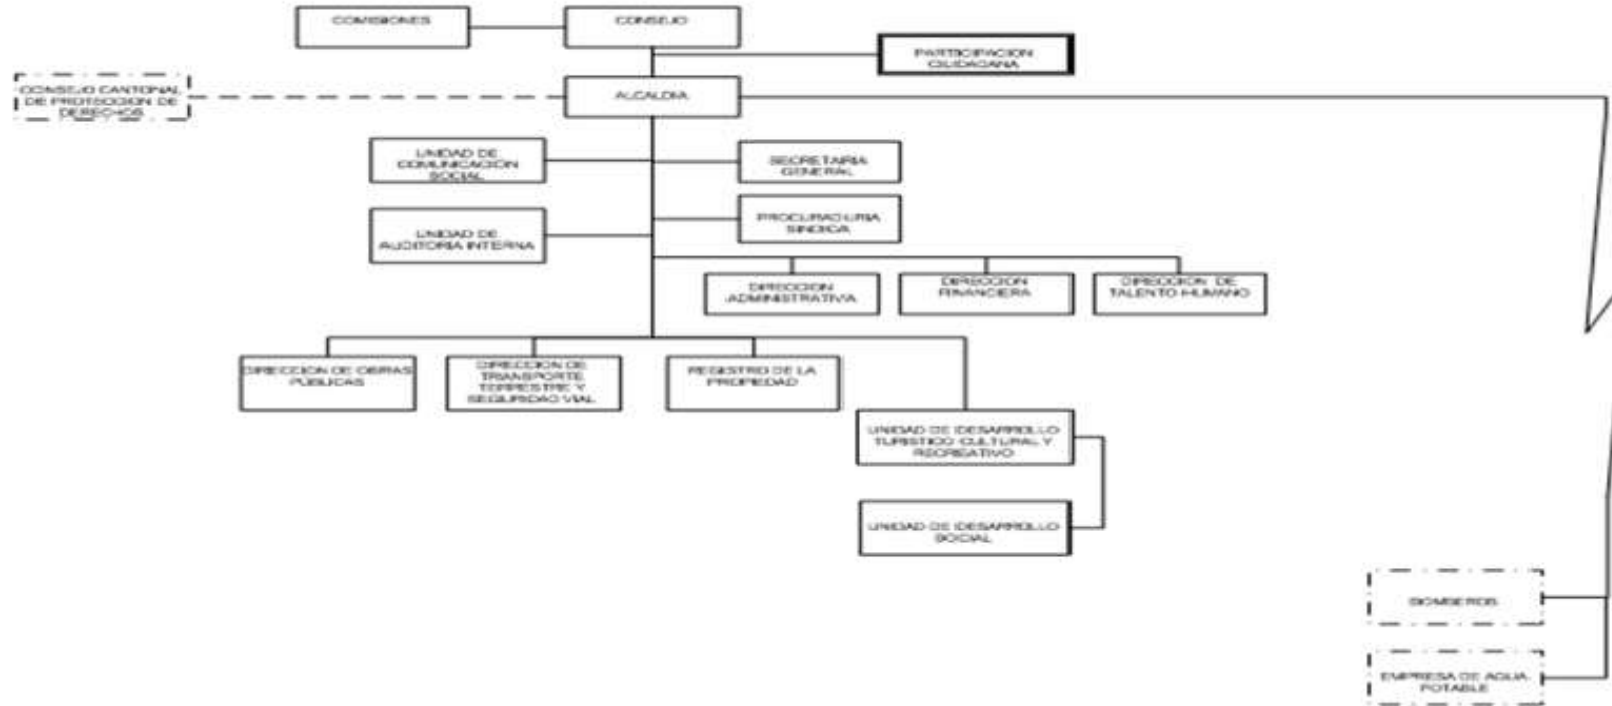 COMISIONES
CONSEJO
PARTICIPACION
CIUDADANA
CONSEJO CANTONAL
DE PROTECCION DE
DERECHOS
ALCALDIA
UNIDAD DE
COMUNICACIÓN
SOCIAL
SECRETARIA
GENERAL
UNIDAD DE
AUDITORIA INTERNA
PROCURADURIA
SINDICA
DIRECCION
ADMINISTRATIVA
DIRECCION
FINANCIERA
DIRECCION DE
TALENTO HUMANO
DIRECCION DE OBRAS
PÚBLICAS
DIRECCION DE
TRANSPORTE
TERRESTRE Y
SEGURIDAD VIAL
REGISTRO DE LA
PROPIEDAD
UNIDAD DE DESARROLLO
TURISTICO CULTURAL Y
RECREATIVO
UNIDAD DE DESARROLLO
SOCIAL
BOMBEROS
EMPRESA DE AGUA
POTABLE